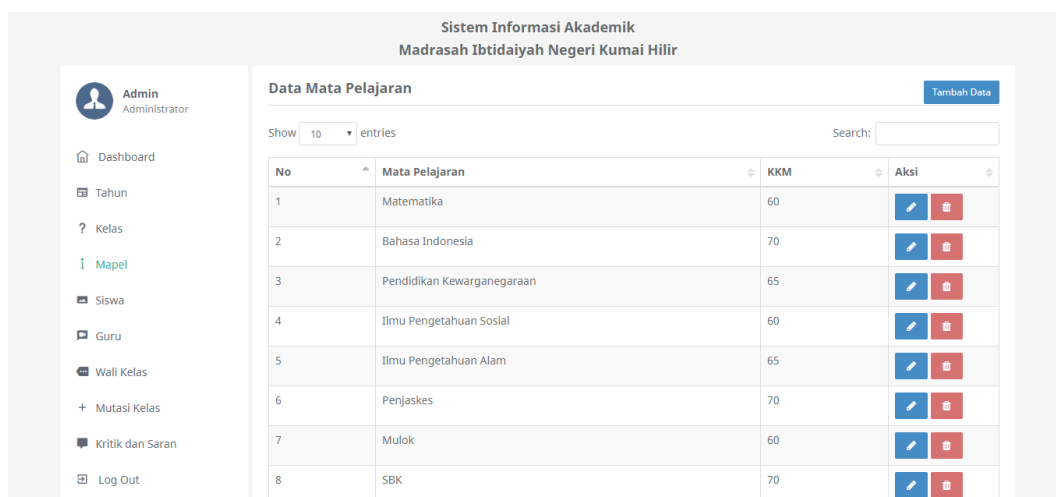 Sistem Informasi Akademik
Madrasah Ibtidaiyah Negeri Kumai Hilir
Admin
Administrator
Dashboard
Tahun
? Kelas
i Mapel
Siswa
Guru
Wali Kelas
+ Mutasi Kelas
Kritik dan Saran
Log Out
Data Mata Pelajaran
Tambah Data
Show 10 entries
Search:
No Mata Pelajaran KKM Aksi
1 Matematika 60
2 Bahasa Indonesia 70
3 Pendidikan Kewarganegaraan 65
4 Ilmu Pengetahuan Sosial 60
5 Ilmu Pengetahuan Alam 65
6 Penjaskes 70
7 Mulok 60
8 SBK 70